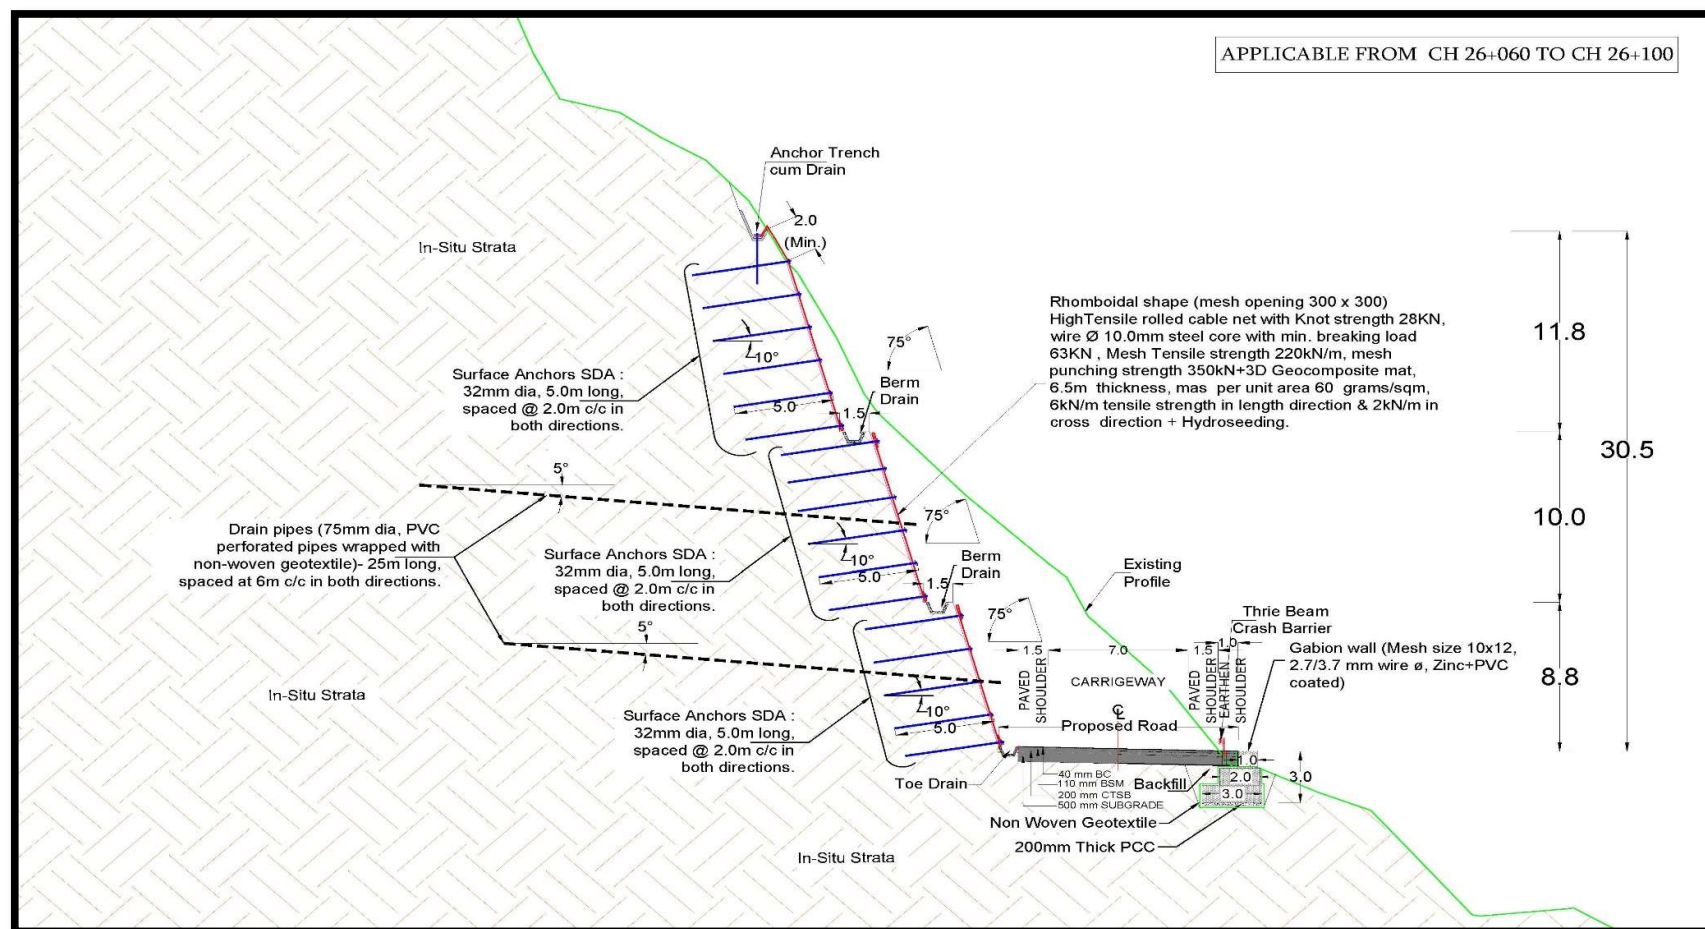 APPLICABLE FROM CH 26+060 TO CH 26+100
Anchor Trench
cum Drain
2.0
(Min.)
In-Situ Strata
11.8
30.5
10.0
8.8
Rhomboidal shape (mesh opening 300 x 300)
HighTensile rolled cable net with Knot strength 28KN,
wire Ø 10.0mm steel core with min. breaking load
63KN , Mesh Tensile strength 220kN/m, mesh
punching strength 350kN+3D Geocomposite mat,
6.5m thickness, mas per unit area 60 grams/sqm,
6kN/m tensile strength in length direction & 2kN/m in
cross direction + Hydroseeding.
75°
10°
Surface Anchors SDA :
32mm dia, 5.0m long,
spaced @ 2.0m c/c in
both directions.
5.0
1.5
Berm
Drain
5°
Drain pipes (75mm dia, PVC
perforated pipes wrapped with
non-woven geotextile)- 25m long,
spaced at 6m c/c in both directions.
75°
10°
Surface Anchors SDA :
32mm dia, 5.0m long,
spaced @ 2.0m c/c in
both directions.
5.0
1.5
Berm
Drain
Existing
Profile
5°
75°
Thrie Beam
Crash Barrier
Gabion wall (Mesh size 10x12,
2.7/3.7 mm wire ø, Zinc+PVC
coated)
1.5
7.0
1.5
1.0
PAVED
SHOULDER
CARRIGEWAY
PAVED
SHOULDER
EARTHEN
SHOULDER
In-Situ Strata
10°
Surface Anchors SDA :
32mm dia, 5.0m long,
spaced @ 2.0m c/c in
both directions.
5.0
CL
Proposed Road
Toe Drain
40 mm BC
110 mm BSM
200 mm CTSB
500 mm SUBGRADE
Backfill
1.0
2.0
3.0
3.0
Non Woven Geotextile
200mm Thick PCC
In-Situ Strata